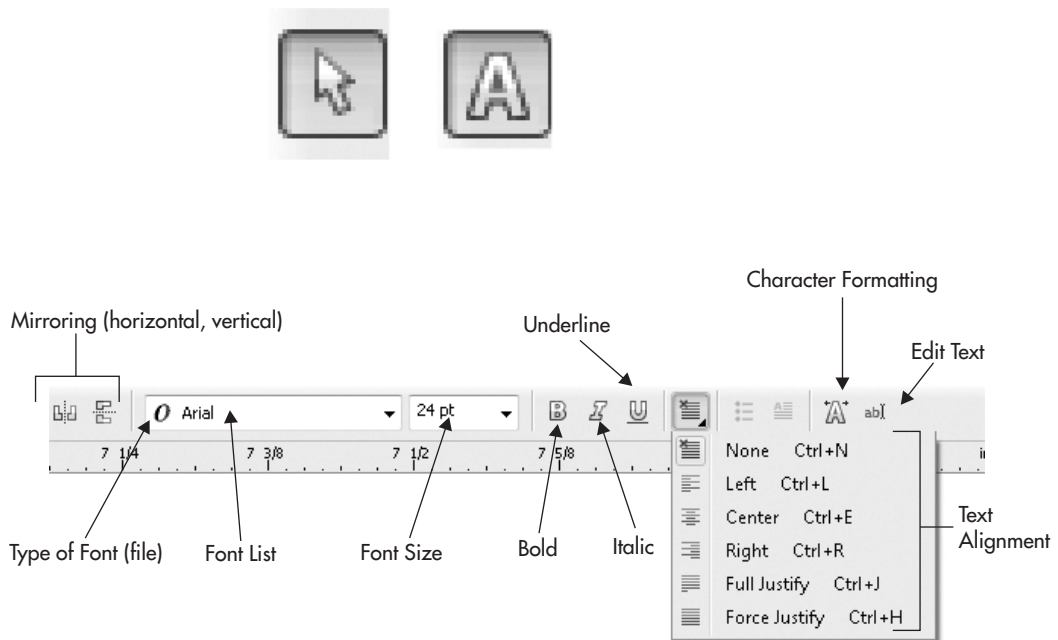 A
Character Formatting
Mirroring (horizontal, vertical)
Underline
Edit Text
O Arial 24 pt B I U A ab
7 1/4 7 3/8 7 1/2 7 5/8
None Ctrl+N
Left Ctrl+L
Center Ctrl+E
Right Ctrl+R
Full Justify Ctrl+J
Force Justify Ctrl+H
Text
Alignment
Type of Font (file) Font List Font Size Bold Italic